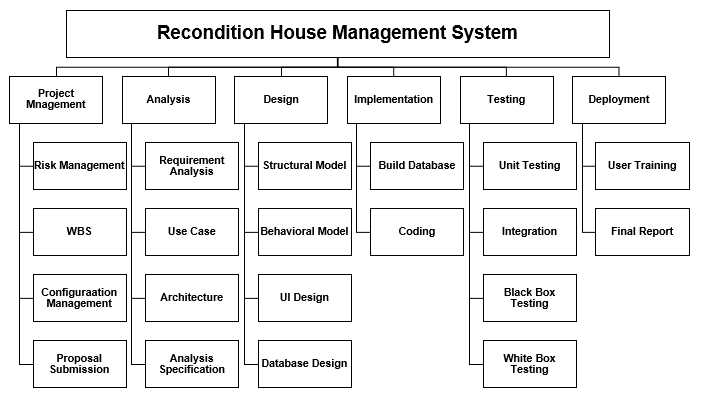 Recondition House Management System
Project
Mnagement
Analysis
Design
Implementation
Testing
Deployment
Risk Management
Requirement
Analysis
Structural Model
Build Database
Unit Testing
User Training
WBS
Use Case
Behavioral Model
Coding
Integration
Final Report
Configuraation
Management
Architecture
UI Design
Black Box
Testing
Proposal
Submission
Analysis
Specification
Database Design
White Box
Testing